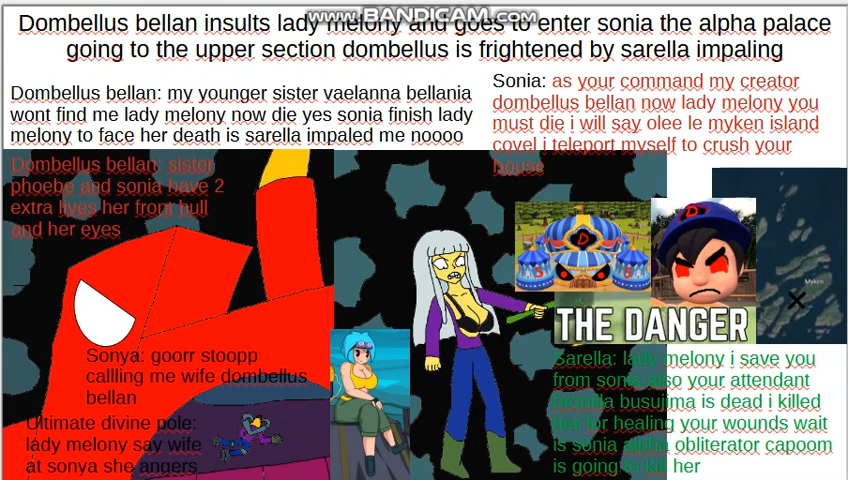 www.BANDICAM.com
Dombellus bellan insults lady melony and goes to enter sonia the alpha palace
going to the upper section dombellus is frightened by sarella impaling
Dombellus bellan: my younger sister vaelanna bellania
wont find me lady melony now die yes sonia finish lady
melony to face her death is sarella impaled me noooo
Sonia: as your command my creator
dombellus bellan now lady melony you
must die i will say olee le myken island
covel i teleport myself to crush your
house
Dombellus bellan: sister
phoebe and sonia have 2
extra lives her front hull
and her eyes
D
5
5
D
Myken
THE DANGER
Sonya: goorr stoopp
callling me wife dombellus
bellan
Ultimate divine pole:
lady melony say wife
at sonya she angers
Sarella: lady melony i save you
from sonia also your attendant
busujima is dead i killed
her for healing your wounds wait
is sonia alpha obliterator capoom
is going to kill her